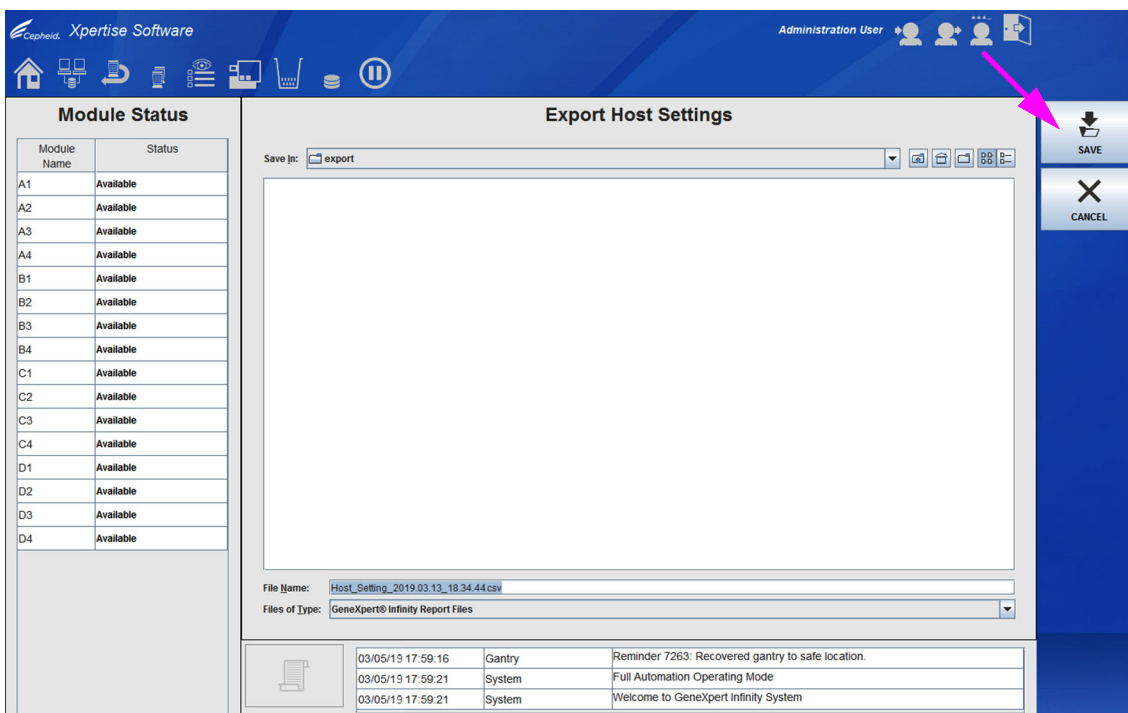 Cepheid. Xpertise Software
Administration User
Module Status
Module Name Status
A1 Available
A2 Available
A3 Available
A4 Available
B1 Available
B2 Available
B3 Available
B4 Available
C1 Available
C2 Available
C3 Available
C4 Available
D1 Available
D2 Available
D3 Available
D4 Available
Export Host Settings
Save In: export
File Name: Host_Setting_2019.03.13_18.34.44.csv
Files of Type: GeneXpert® Infinity Report Files
03/05/19 17:59:16 Gantry Reminder 7263: Recovered gantry to safe location.
03/05/19 17:59:21 System Full Automation Operating Mode
03/05/19 17:59:21 System Welcome to GeneXpert Infinity System
SAVE
CANCEL